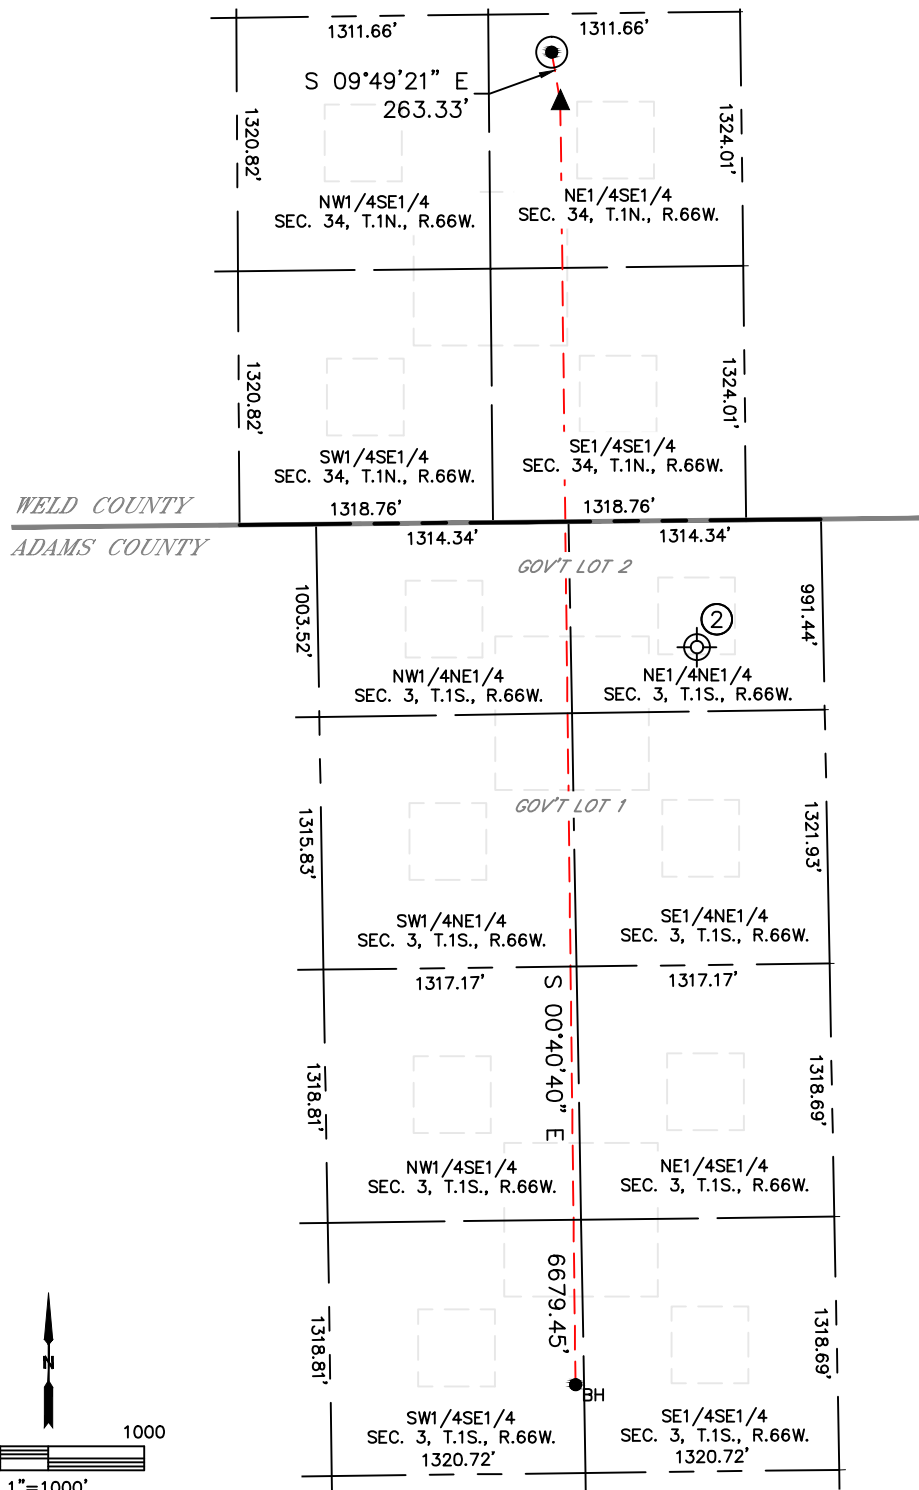 1311.66'
1311.66'
S 09°49'21" E
263.33'
1320.82'
1324.01'
NW1/4SE1/4
SEC. 34, T.1N., R.66W.
NE1/4SE1/4
SEC. 34, T.1N., R.66W.
1320.82'
1324.01'
SW1/4SE1/4
SEC. 34, T.1N., R.66W.
SE1/4SE1/4
SEC. 34, T.1N., R.66W.
WELD COUNTY
1318.76'
1318.76'
ADAMS COUNTY
1314.34'
1314.34'
GOV'T LOT 2
1003.52'
991.44'
2
NW1/4NE1/4
SEC. 3, T.1S., R.66W.
NE1/4NE1/4
SEC. 3, T.1S., R.66W.
GOV'T LOT 1
1315.83'
1321.93'
SW1/4NE1/4
SEC. 3, T.1S., R.66W.
SE1/4NE1/4
SEC. 3, T.1S., R.66W.
1317.17'
1317.17'
S 00°40'40" E
1318.81'
1318.69'
NW1/4SE1/4
SEC. 3, T.1S., R.66W.
NE1/4SE1/4
SEC. 3, T.1S., R.66W.
6679.45'
1318.81'
1318.69'
BH
N
SW1/4SE1/4
SEC. 3, T.1S., R.66W.
SE1/4SE1/4
SEC. 3, T.1S., R.66W.
1320.72'
1320.72'
1000
1"=1000'